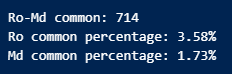 Ro-Md common: 714
Ro common percentage: 3.58%
Md common percentage: 1.73%